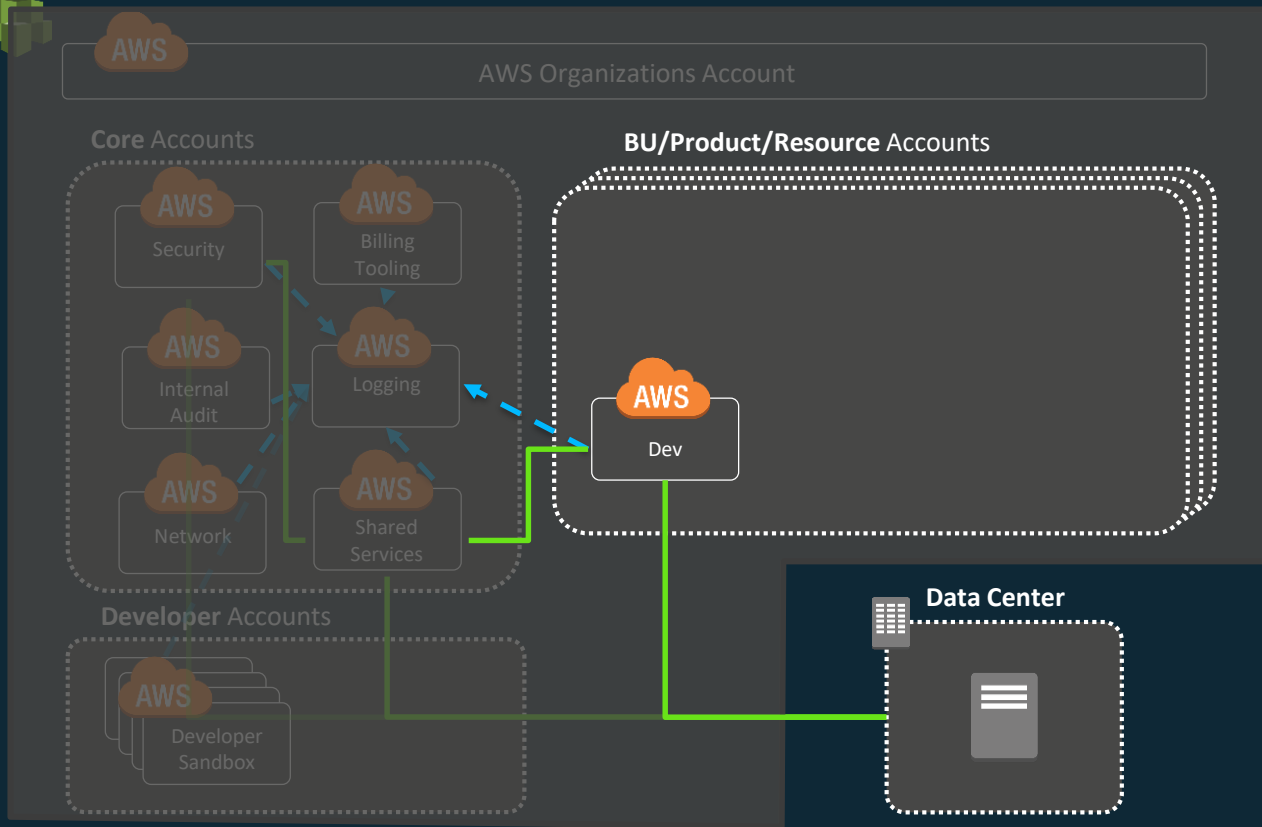 AWS
AWS Organizations Account
Core Accounts
BU/Product/Resource Accounts
AWS
Security
AWS
Billing
Tooling
AWS
Internal
Audit
AWS
Logging
AWS
Dev
AWS
Network
AWS
Shared
Services
Developer Accounts
AWS
Developer
Sandbox
Data Center